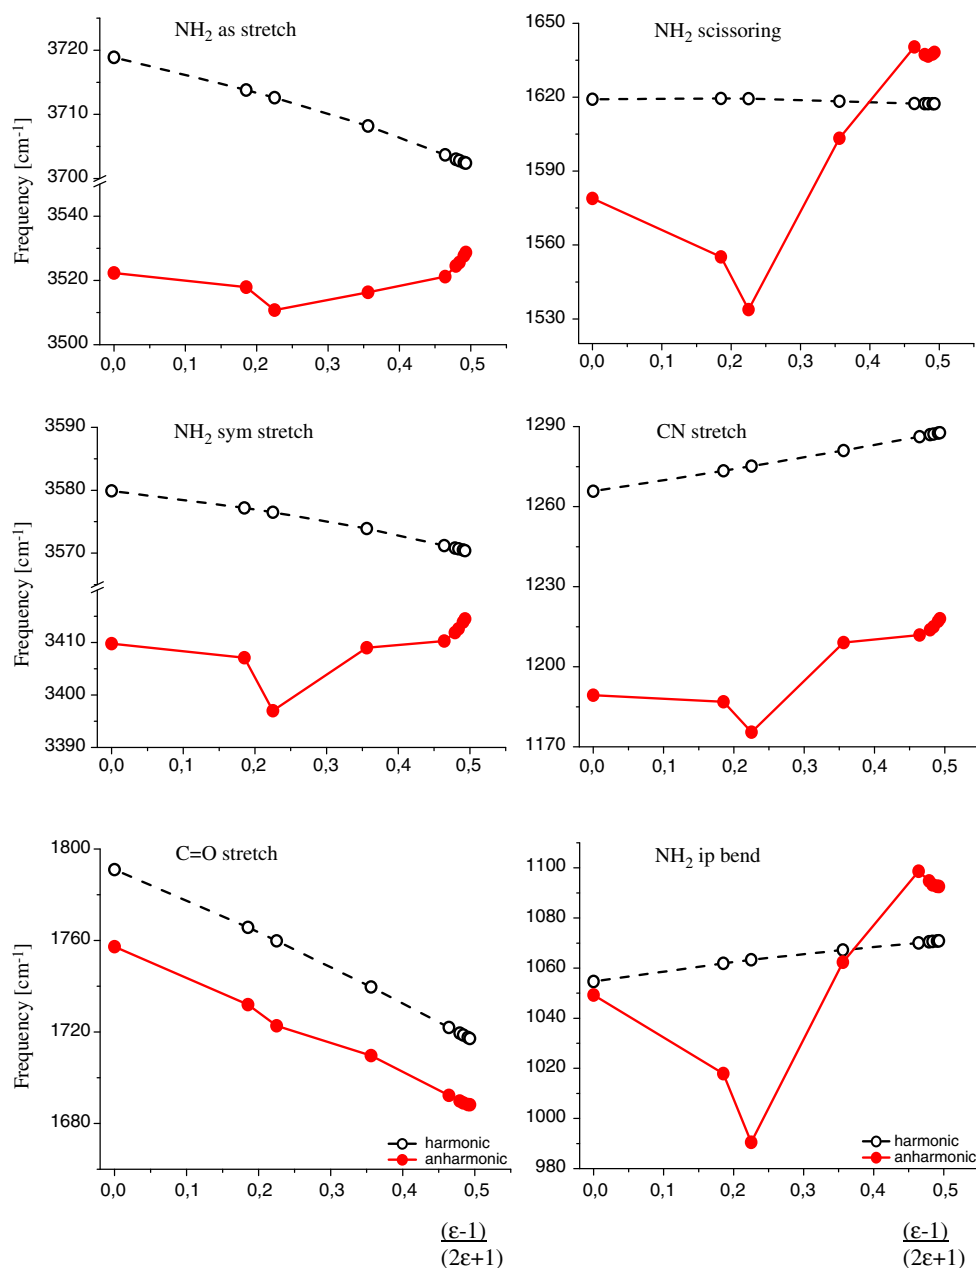 NH2 as stretch
3720
3710
3700
3540
3520
3500
Frequency [cm-1]
0,0 0,1 0,2 0,3 0,4 0,5
NH2 scissoring
1650
1620
1590
1560
1530
0,0 0,1 0,2 0,3 0,4 0,5
NH2 sym stretch
3590
3580
3570
3410
3400
3390
Frequency [cm-1]
0,0 0,1 0,2 0,3 0,4 0,5
CN stretch
1290
1260
1230
1200
1170
0,0 0,1 0,2 0,3 0,4 0,5
C=O stretch
1800
1760
1720
1680
Frequency [cm-1]
harmonic
anharmonic
0,0 0,1 0,2 0,3 0,4 0,5
(ε-1)
(2ε+1)
NH2 ip bend
1100
1080
1060
1040
1020
1000
980
harmonic
anharmonic
0,0 0,1 0,2 0,3 0,4 0,5
(ε-1)
(2ε+1)